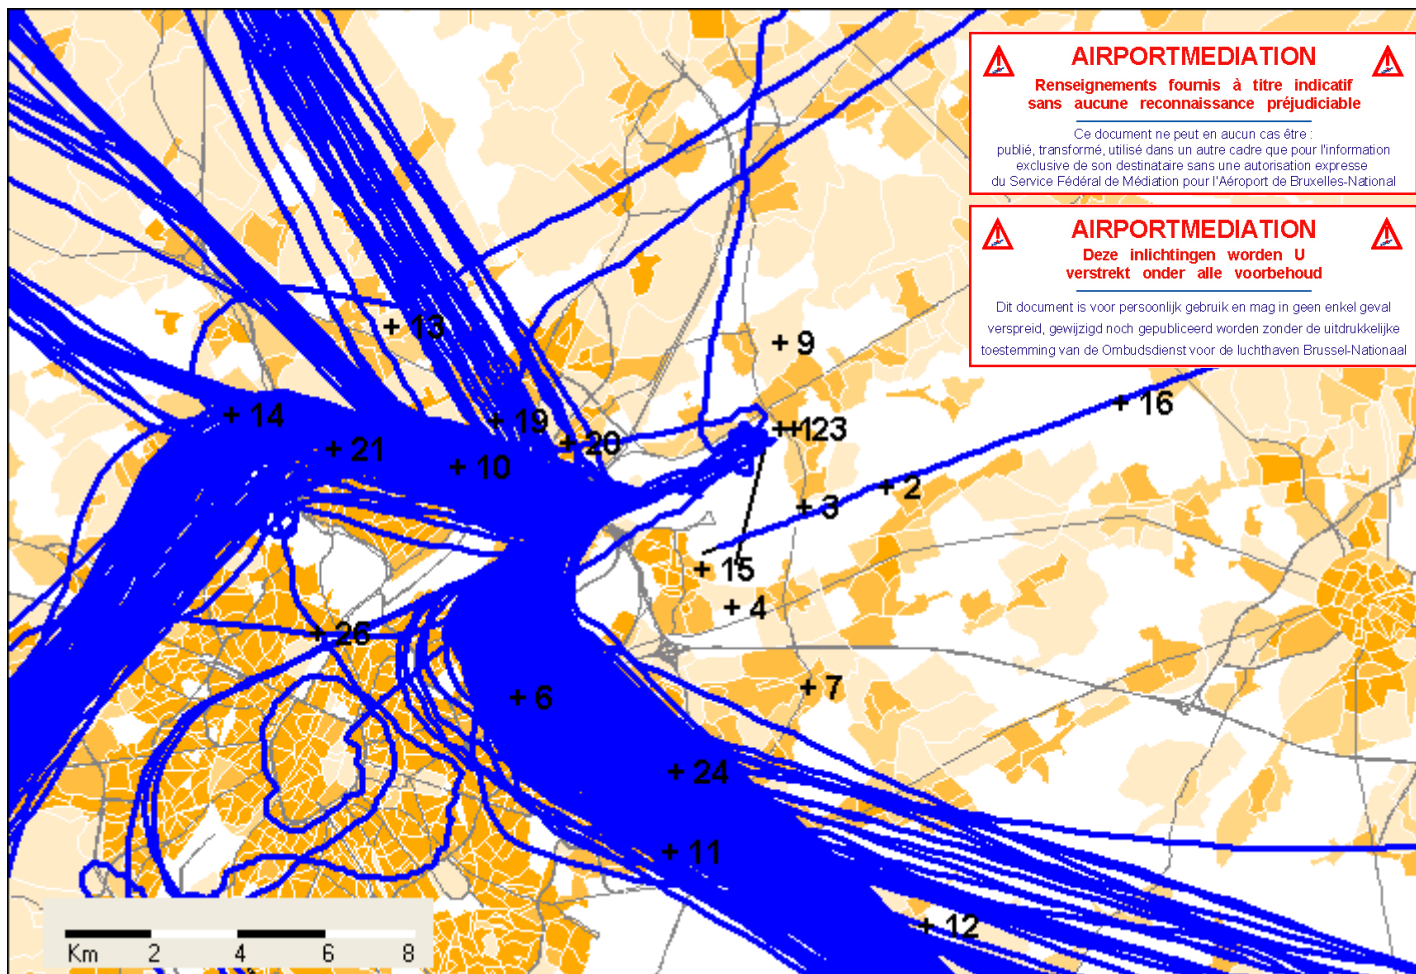 AIRPORTMEDIATION
Renseignements fournis à titre indicatif
sans aucune reconnaissance préjudiciable
Ce document ne peut en aucun cas être :
publié, transformé, utilisé dans un autre cadre que pour l'information
exclusive de son destinataire sans une autorisation expresse
du Service Fédéral de Médiation pour l'Aéroport de Bruxelles-National
AIRPORTMEDIATION
Deze inlichtingen worden U
verstrekt onder alle voorbehoud
Dit document is voor persoonlijk gebruik en mag in geen enkel geval
verspreid, gewijzigd noch gepubliceerd worden zonder de uitdrukkelijke
toestemming van de Ombudsdienst voor de luchthaven Brussel-Nationaal
+ 13
+ 9
+ 16
+ 14
+ 19
++123
+ 21
+ 20
+ 10
+ 2
+ 3
+ 15
+ 4
+ 26
+ 7
+ 6
+ 24
+ 11
+ 12
Km 2 4 6 8